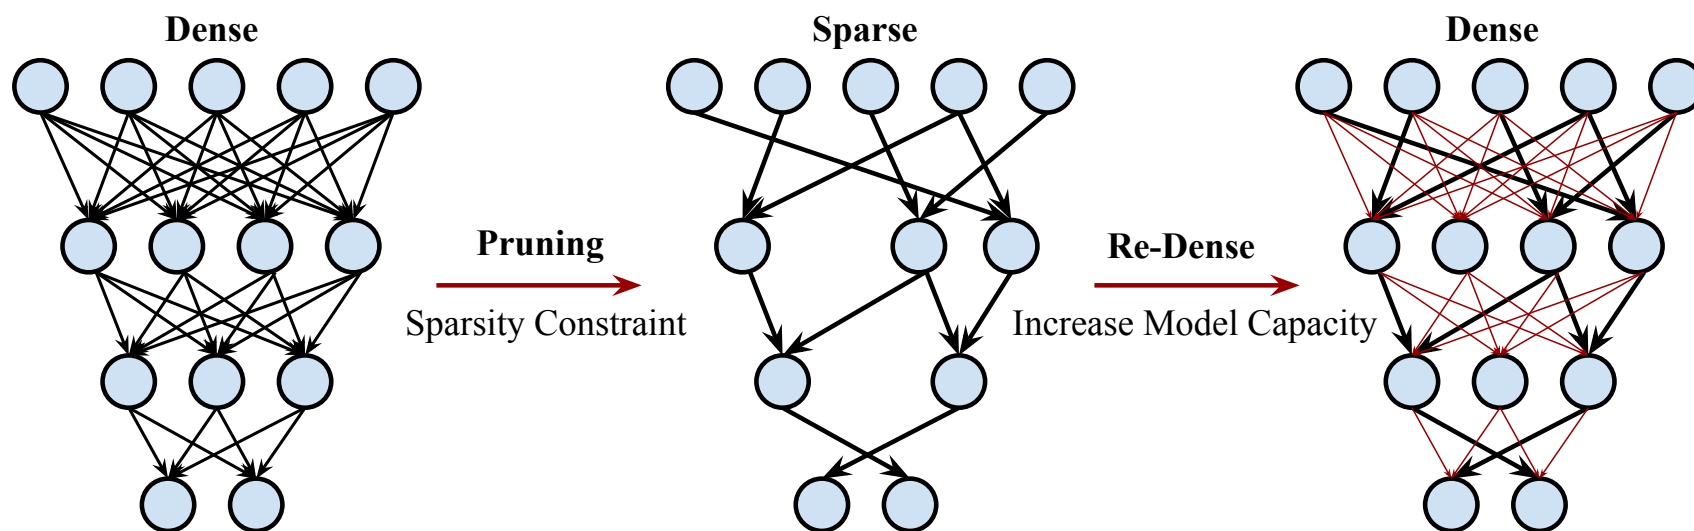 Dense
Sparse
Dense
Pruning
Sparsity Constraint
Re-Dense
Increase Model Capacity